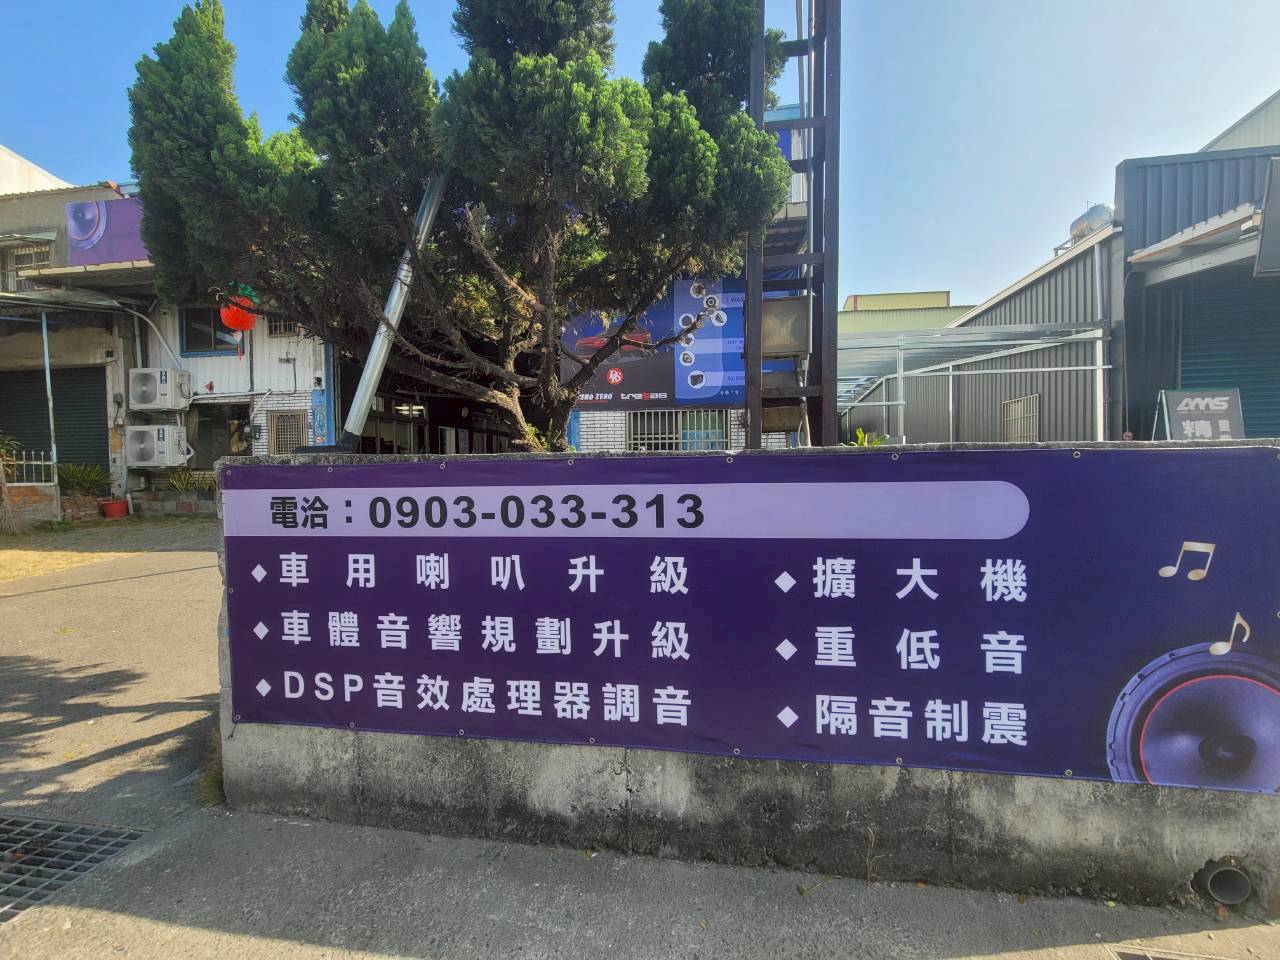 電洽：0903-033-313
◆車用喇叭升級
◆車體音響規劃升級
◆DSP音效處理器調音
◆擴大機
◆重低音
◆隔音制震
trebas
AMS